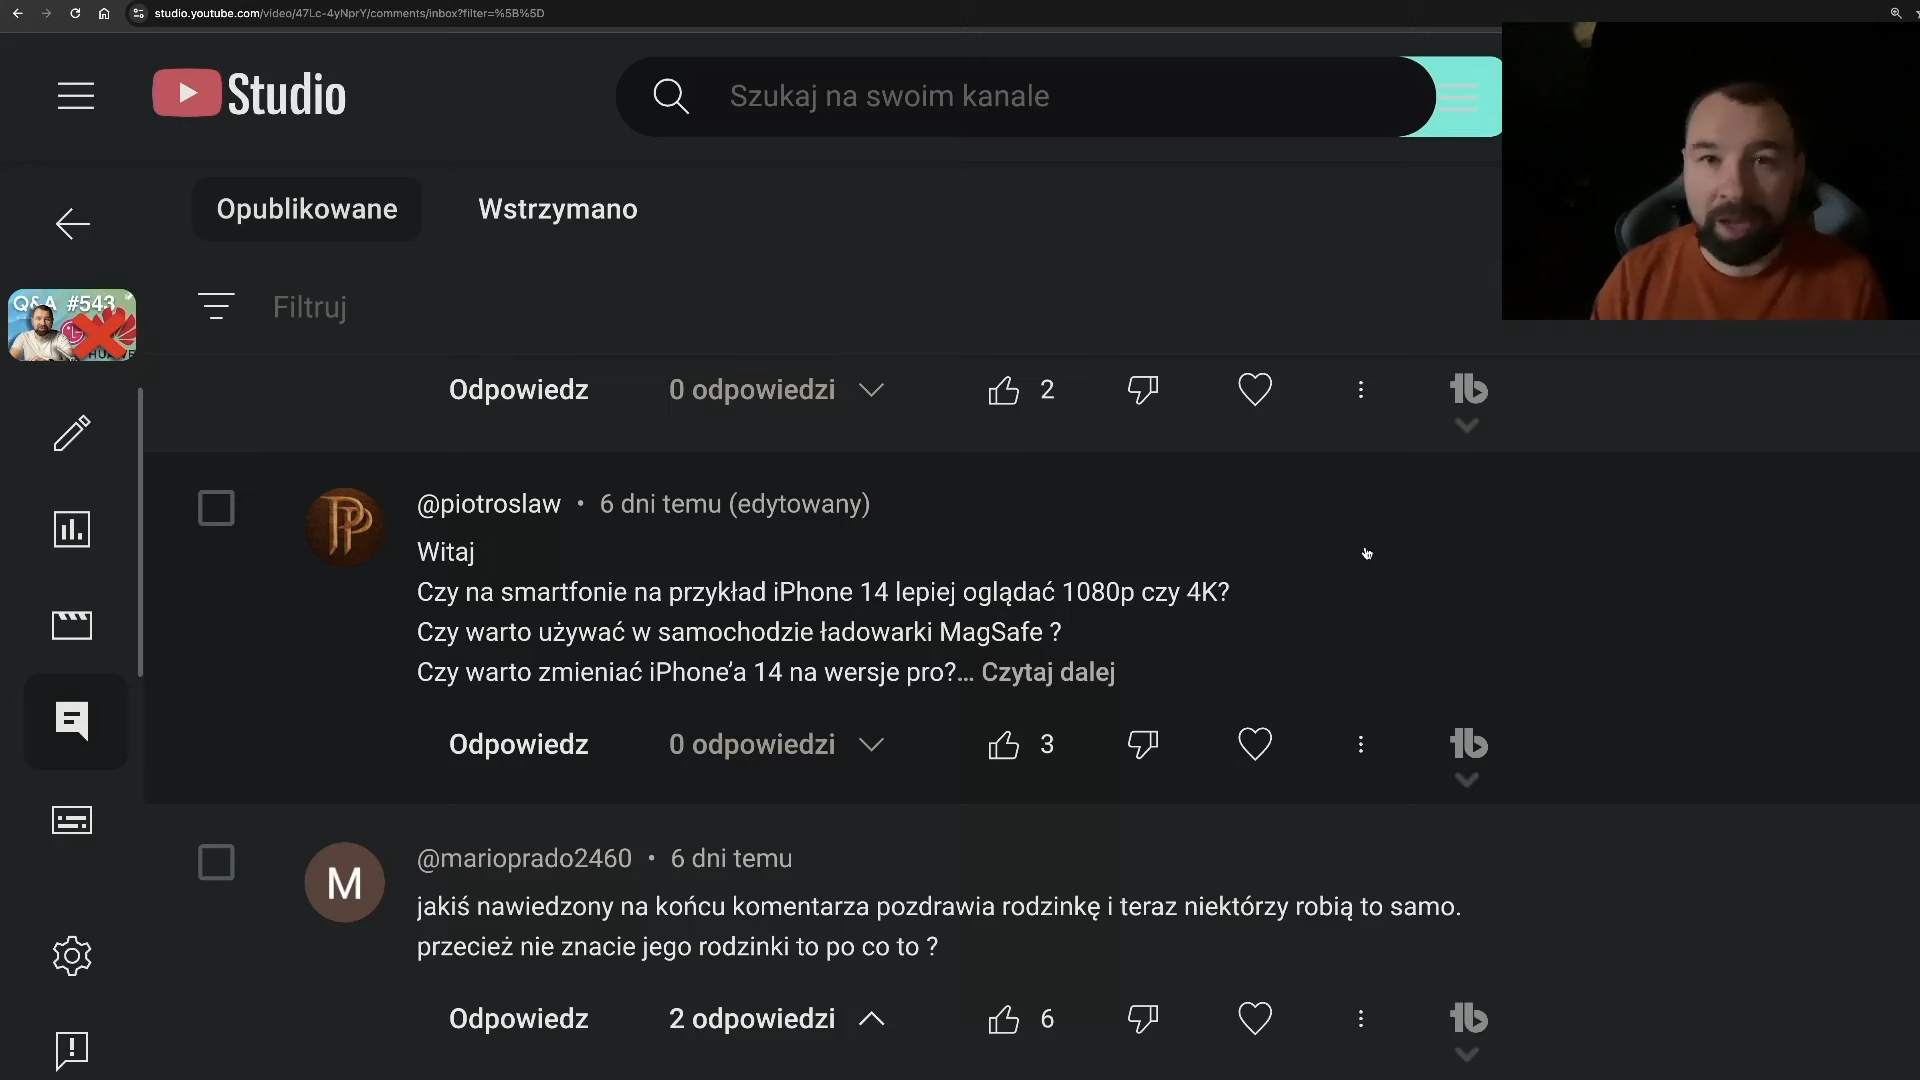 studio.youtube.com/video/47Lc-4yNprY/comments/inbox?filter=%5B%5D
Studio
Szukaj na swoim kanale
Opublikowane
Wstrzymano
Q&A #543
Filtruj
Odpowiedz
0 odpowiedzi
2
@piotroslaw • 6 dni temu (edytowany)
Witaj
Czy na smartfonie na przykład iPhone 14 lepiej oglądać 1080p czy 4K?
Czy warto używać w samochodzie ładowarki MagSafe ?
Czy warto zmieniać iPhone’a 14 na wersje pro?... Czytaj dalej
Odpowiedz
0 odpowiedzi
3
M
@marioprado2460 • 6 dni temu
jakiś nawiedzony na końcu komentarza pozdrawia rodzinkę i teraz niektórzy robią to samo.
przecież nie znacie jego rodzinki to po co to ?
Odpowiedz
2 odpowiedzi
6